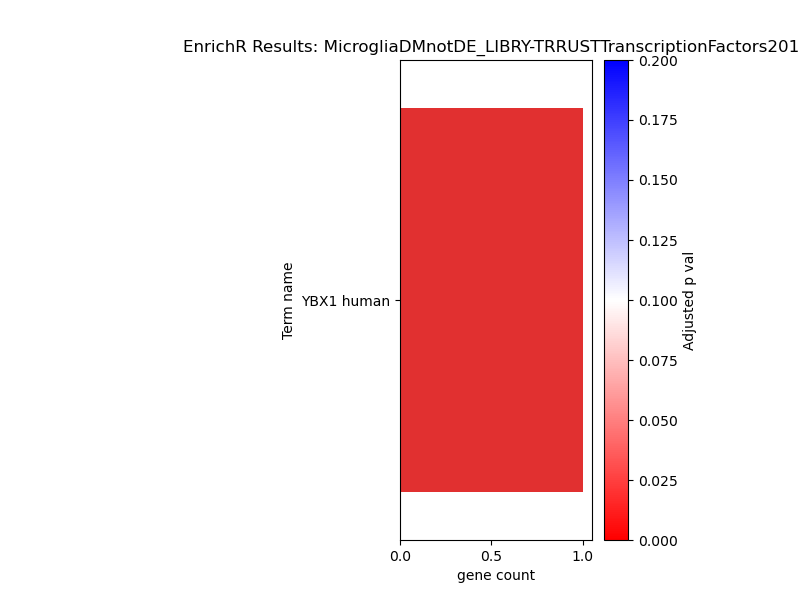 EnrichR Results: MicrogliaDMnotDE_LIBRY-TRRUSTTranscriptionFactors201
Term name
YBX1 human
0.0
0.5
1.0
gene count
0.200
0.175
0.150
0.125
0.100
0.075
0.050
0.025
0.000
Adjusted p val